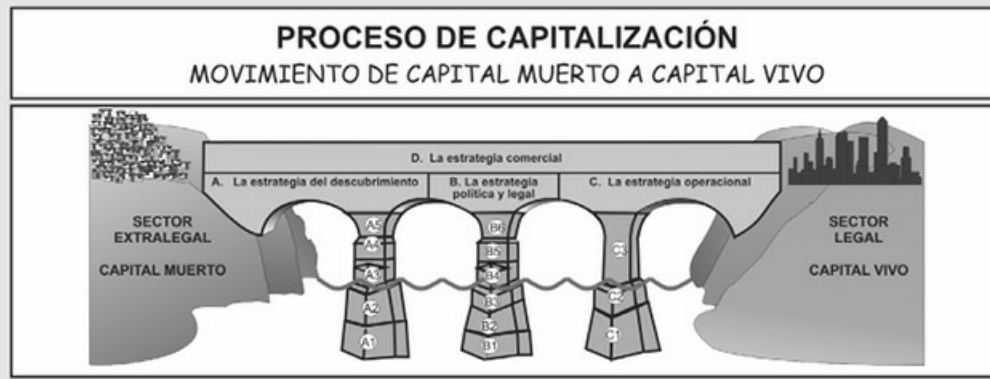 PROCESO DE CAPITALIZACIÓN
MOVIMIENTO DE CAPITAL MUERTO A CAPITAL VIVO
D. La estrategia comercial
A. La estrategia del descubrimiento
B. La estrategia
política y legal
C. La estrategia operacional
SECTOR
EXTRALEGAL
CAPITAL MUERTO
SECTOR
LEGAL
CAPITAL VIVO
A5
A4
A3
A2
A1
B6
B5
B4
B3
B2
B1
C3
C2
C1